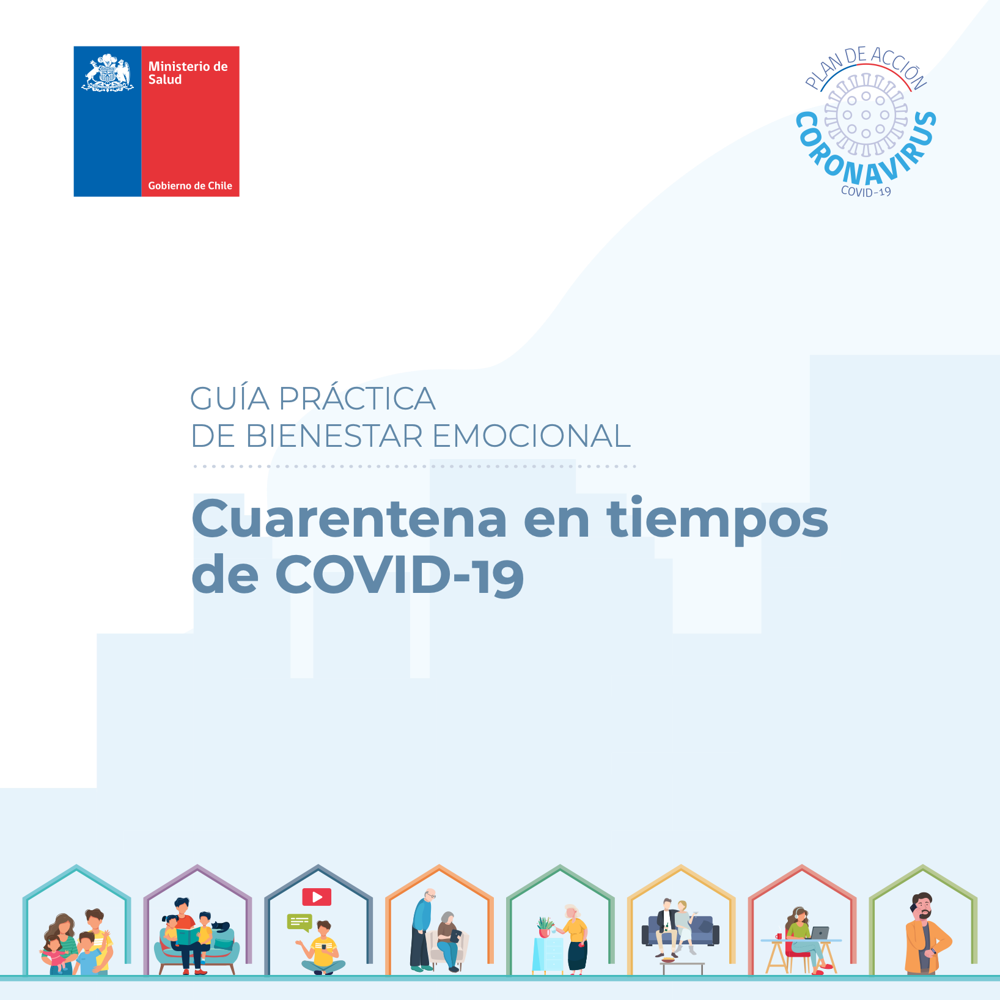 Ministerio de
Salud
Gobierno de Chile
PLAN DE ACCIÓN
CORONAVIRUS
COVID-19
GUÍA PRÁCTICA
DE BIENESTAR EMOCIONAL
Cuarentena en tiempos
de COVID-19